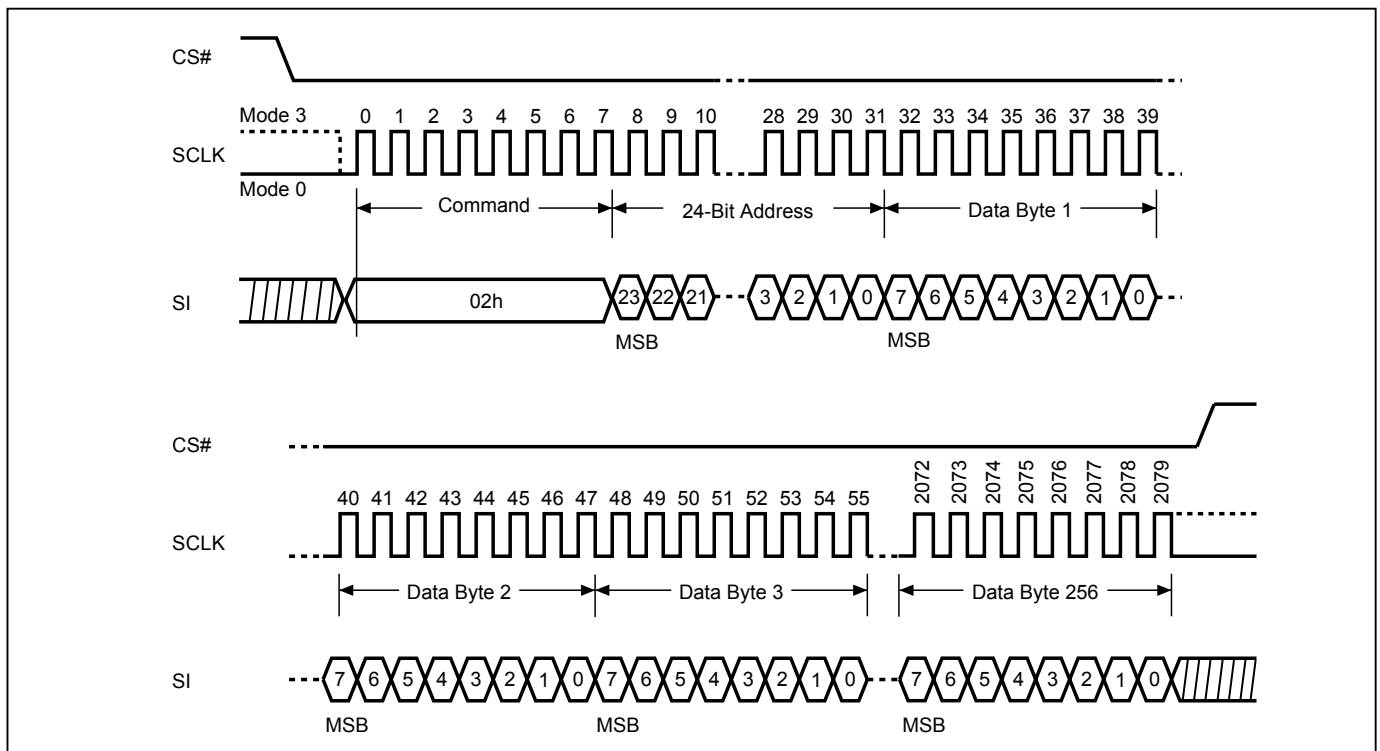 CS#
Mode 3
0 1 2 3 4 5 6 7 8 9 10 28 29 30 31 32 33 34 35 36 37 38 39
SCLK
Mode 0
Command 24-Bit Address Data Byte 1
SI 02h 23 22 21 3 2 1 0 7 6 5 4 3 2 1 0
MSB MSB
CS#
40 41 42 43 44 45 46 47 48 49 50 51 52 53 54 55 2072 2073 2074 2075 2076 2077 2078 2079
SCLK
Data Byte 2 Data Byte 3 Data Byte 256
SI 7 6 5 4 3 2 1 0 7 6 5 4 3 2 1 0 7 6 5 4 3 2 1 0
MSB MSB MSB